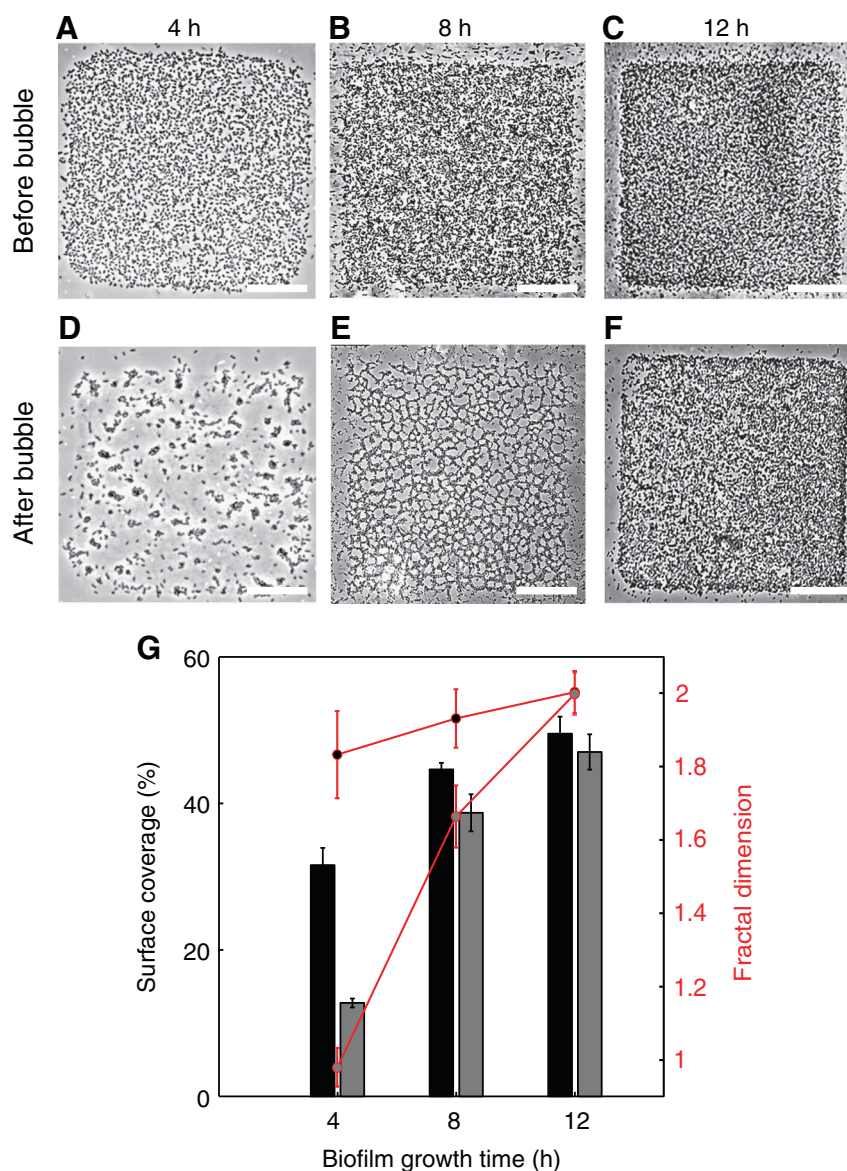 A 4 h B 8 h C 12 h
Before bubble
D E F
After bubble
G
60
40
20
0
Surface coverage (%)
2
1.8
1.6
1.4
1.2
1
Fractal dimension
4 8 12
Biofilm growth time (h)